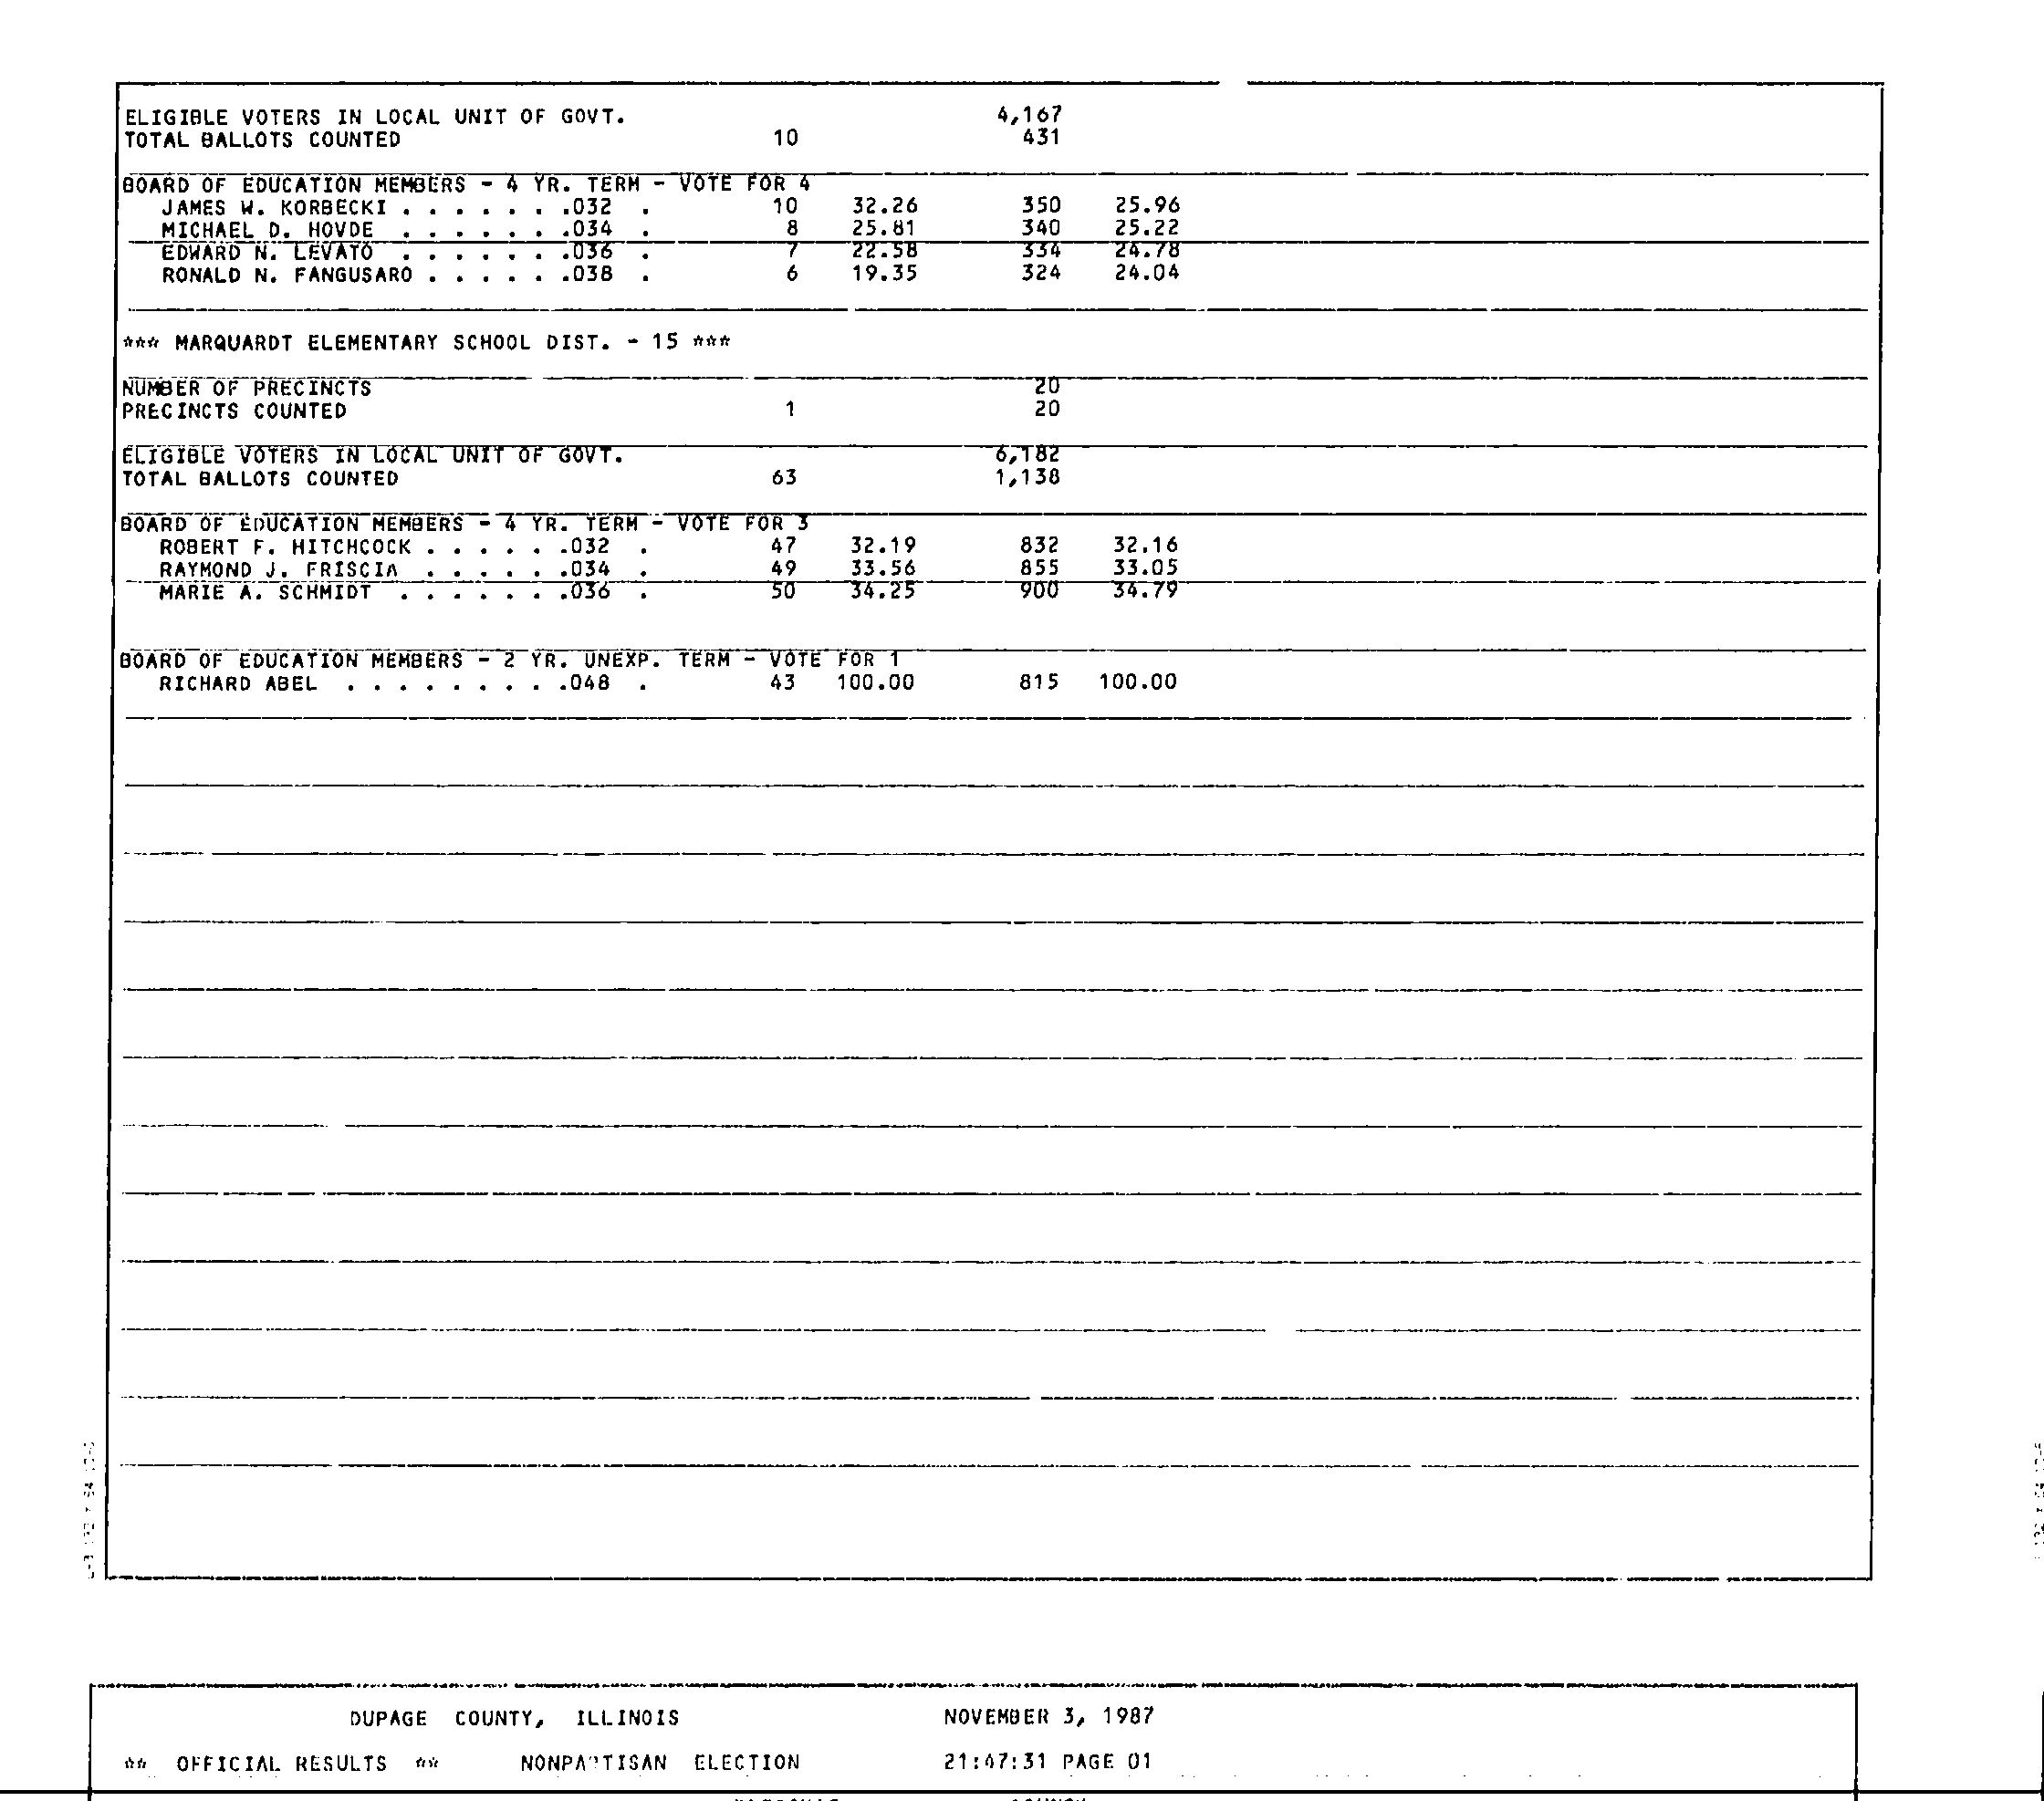 ELIGIBLE VOTERS IN LOCAL UNIT OF GOVT. 4,167
TOTAL BALLOTS COUNTED 10 431
BOARD OF EDUCATION MEMBERS - 4 YR. TERM - VOTE FOR 4
JAMES W. KORBECKI . . . . . . .032 . 10 32.26 350 25.96
MICHAEL D. HOVDE . . . . . . .034 . 8 25.81 340 25.22
EDWARD N. LEVATO . . . . . . .036 . 7 22.58 334 24.78
RONALD N. FANGUSARO . . . . . .038 . 6 19.35 324 24.04
*** MARQUARDT ELEMENTARY SCHOOL DIST. - 15 ***
NUMBER OF PRECINCTS 20
PRECINCTS COUNTED 1 20
ELIGIBLE VOTERS IN LOCAL UNIT OF GOVT. 6,182
TOTAL BALLOTS COUNTED 63 1,138
BOARD OF EDUCATION MEMBERS - 4 YR. TERM - VOTE FOR 3
ROBERT F. HITCHCOCK . . . . . .032 . 47 32.19 832 32.16
RAYMOND J. FRISCIA . . . . . .034 . 49 33.56 855 33.05
MARIE A. SCHMIDT . . . . . . .036 . 50 34.25 900 34.79
BOARD OF EDUCATION MEMBERS - 2 YR. UNEXP. TERM - VOTE FOR 1
RICHARD ABEL . . . . . . . . .048 . 43 100.00 815 100.00
DUPAGE COUNTY, ILLINOIS NOVEMBER 3, 1987
** OFFICIAL RESULTS ** NONPARTISAN ELECTION 21:47:31 PAGE 01